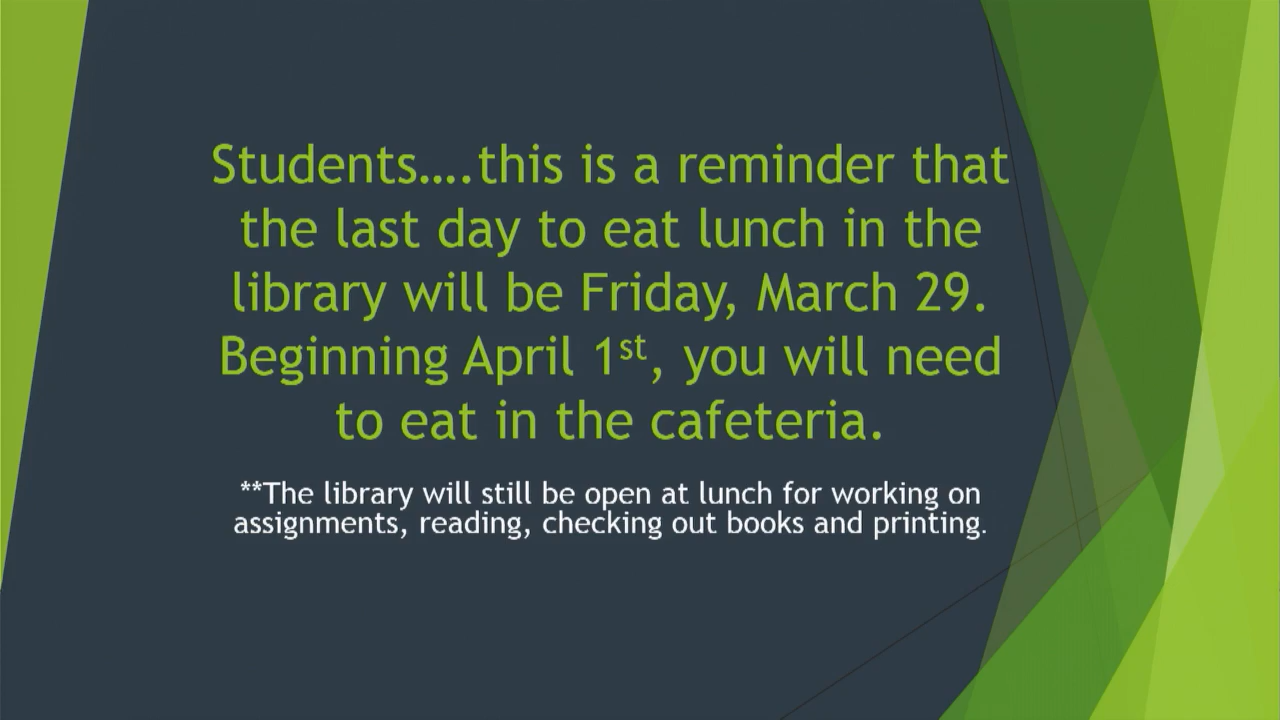 Students….this is a reminder that
the last day to eat lunch in the
library will be Friday, March 29.
Beginning April 1st, you will need
to eat in the cafeteria.
**The library will still be open at lunch for working on
assignments, reading, checking out books and printing.